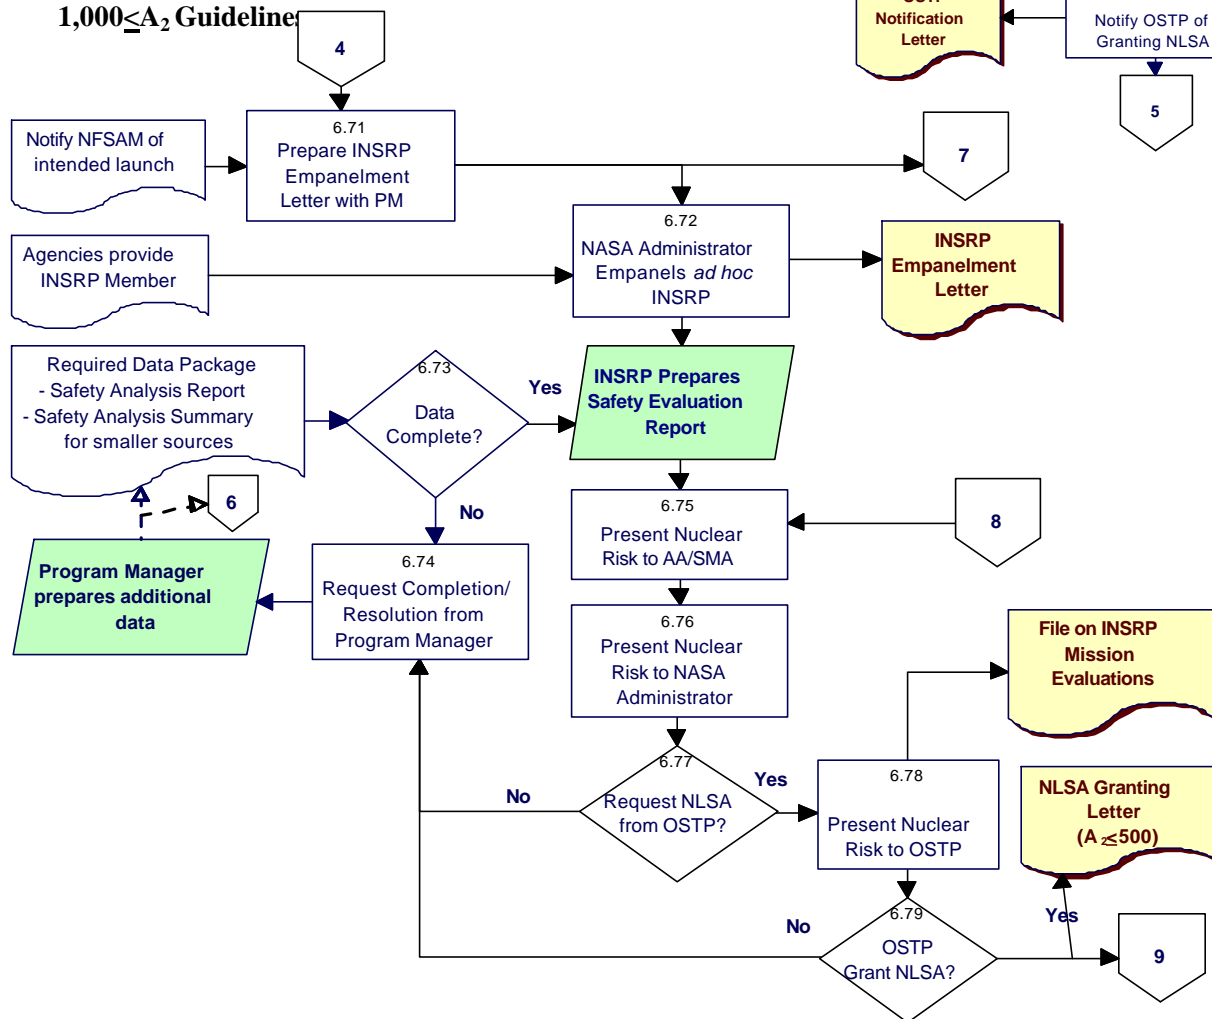 1,000<A2 Guidelines
4
Notification
Letter
Notify OSTP of
Granting NLSA
5
Notify NFSAM of
intended launch
6.71
Prepare INSRP
Empanelment
Letter with PM
7
Agencies provide
INSRP Member
6.72
NASA Administrator
Empanels ad hoc
INSRP
INSRP
Empanelment
Letter
Required Data Package
- Safety Analysis Report
- Safety Analysis Summary
for smaller sources
6.73
Data
Complete?
Yes
No
INSRP Prepares
Safety Evaluation
Report
6
Program Manager
prepares additional
data
6.74
Request Completion/
Resolution from
Program Manager
6.75
Present Nuclear
Risk to AA/SMA
8
6.76
Present Nuclear
Risk to NASA
Administrator
File on INSRP
Mission
Evaluations
6.77
Request NLSA
from OSTP?
No
Yes
6.78
Present Nuclear
Risk to OSTP
NLSA Granting
Letter
(A2≤500)
6.79
OSTP
Grant NLSA?
No
Yes
9